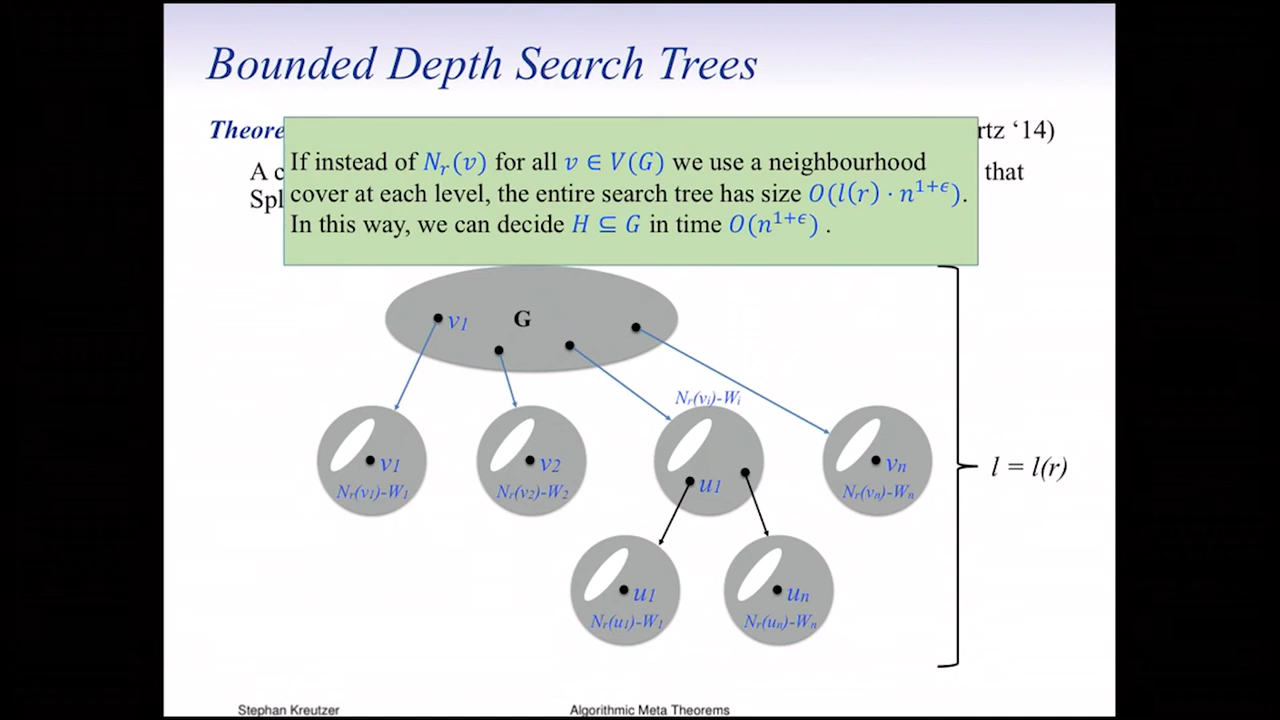 Bounded Depth Search Trees
Theore rtz ‘14)
If instead of Nᵣ(v) for all v ∈ V(G) we use a neighbourhood
A c that
cover at each level, the entire search tree has size O(l(r) · n¹⁺ᵋ).
Spl
In this way, we can decide H ⊆ G in time O(n¹⁺ᵋ) .
v₁ G
Nᵣ(vᵢ)-Wᵢ
v₁ v₂ u₁ vₙ l = l(r)
Nᵣ(v₁)-W₁ Nᵣ(v₂)-W₂ Nᵣ(vₙ)-Wₙ
u₁ uₙ
Nᵣ(u₁)-W₁ Nᵣ(uₙ)-Wₙ
Stephan Kreutzer Algorithmic Meta Theorems